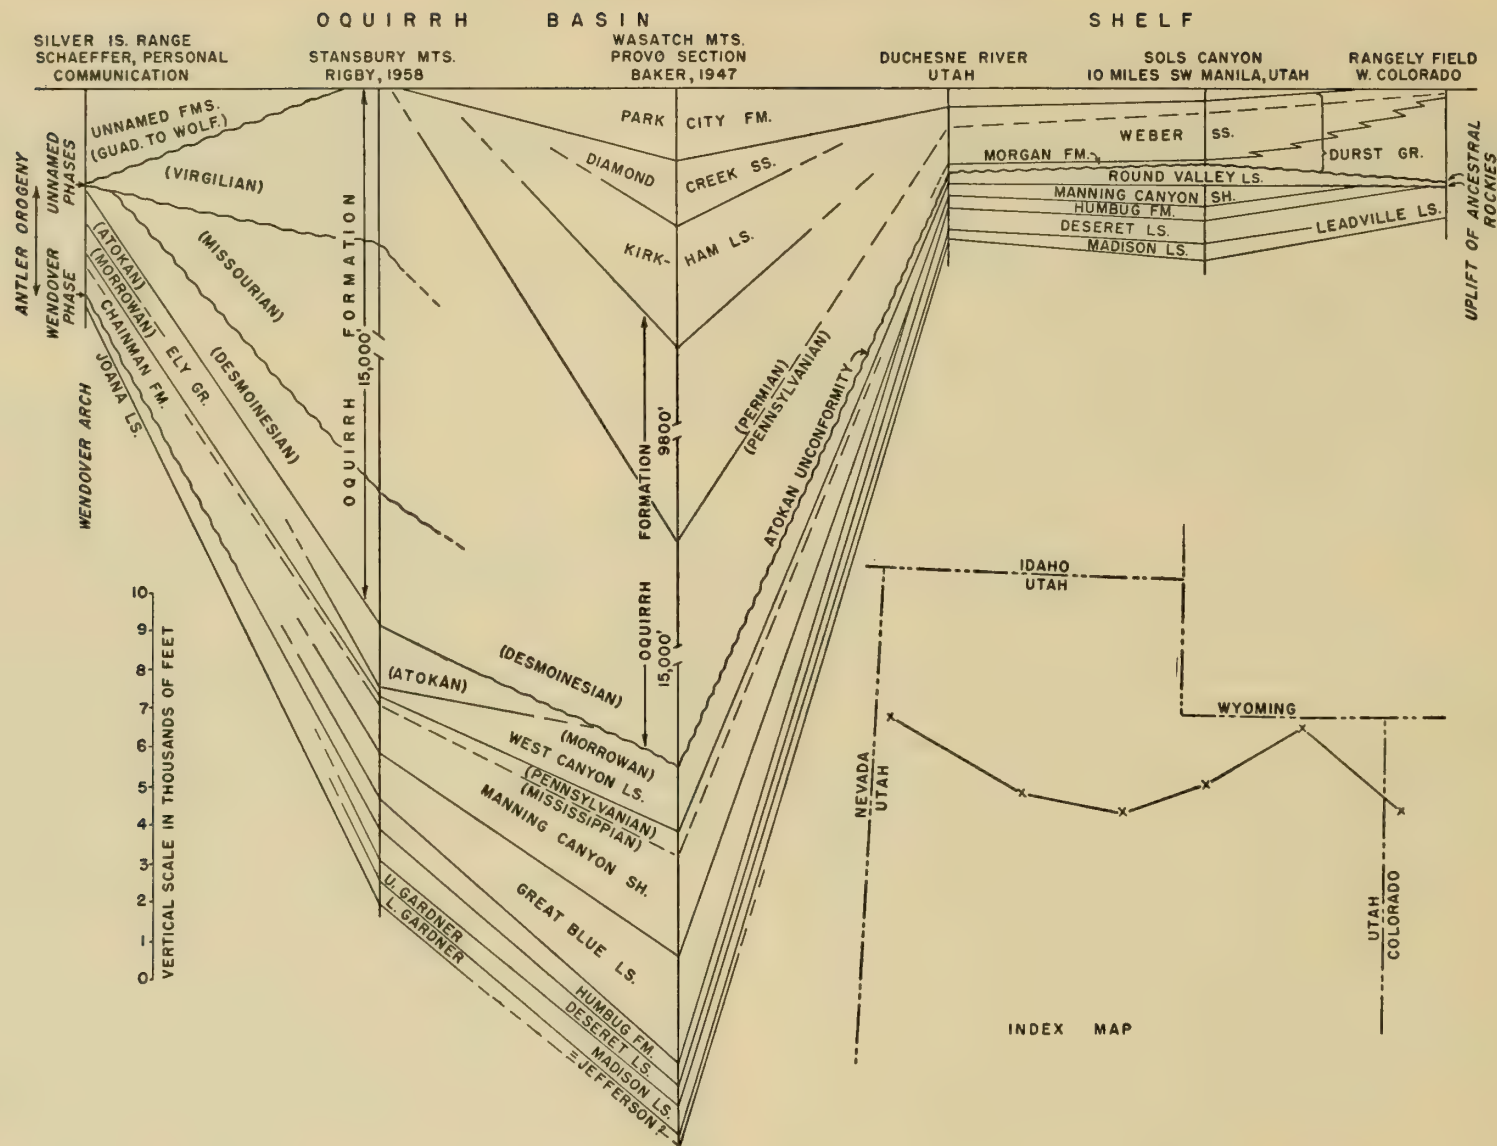 OQUIRRH BASIN
SHELF
SILVER IS. RANGE
SCHAEFFER, PERSONAL
COMMUNICATION
STANSBURY MTS.
RIGBY, 1958
WASATCH MTS.
PROVO SECTION
BAKER, 1947
DUCHESNE RIVER
UTAH
SOLS CANYON
10 MILES SW MANILA, UTAH
RANGELY FIELD
W. COLORADO
ANTLER OROGENY
UNNAMED
PHASES
WENDOVER
PHASE
WENDOVER ARCH
UNNAMED FMS.
(GUAD. TO WOLF.)
(VIRGILIAN)
(MISSOURIAN)
(DESMOINESIAN)
(ATOKAN)
(MORROWAN)
ELY GR.
CHAINMAN FM.
JOANA LS.
OQUIRRH FORMATION
15,000'
PARK CITY FM.
DIAMOND CREEK SS.
KIRK- HAM LS.
OQUIRRH FORMATION
9800'
15,000'
(PERMIAN)
(PENNSYLVANIAN)
ATOKAN UNCONFORMITY
WEBER SS.
MORGAN FM.
DURST GR.
ROUND VALLEY LS.
MANNING CANYON SH.
HUMBUG FM.
DESERET LS.
MADISON LS.
LEADVILLE LS.
UPLIFT OF ANCESTRAL
ROCKIES
(DESMOINESIAN)
(ATOKAN)
(MORROWAN)
WEST CANYON LS.
(PENNSYLVANIAN)
(MISSISSIPPIAN)
MANNING CANYON SH.
GREAT BLUE LS.
U. GARDNER
L. GARDNER
HUMBUG FM.
DESERET LS.
MADISON LS.
= JEFFERSON ?
10
9
8
7
6
5
4
3
2
1
0
VERTICAL SCALE IN THOUSANDS OF FEET
IDAHO
UTAH
WYOMING
NEVADA
UTAH
UTAH
COLORADO
INDEX MAP